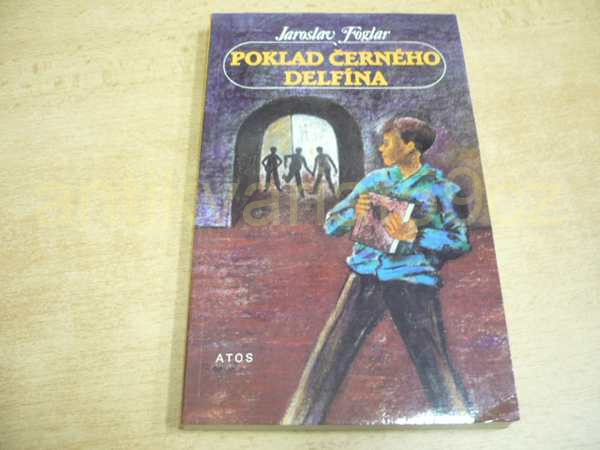 Jaroslav Foglar
POKLAD ČERNÉHO
DELFÍNA
ATOS